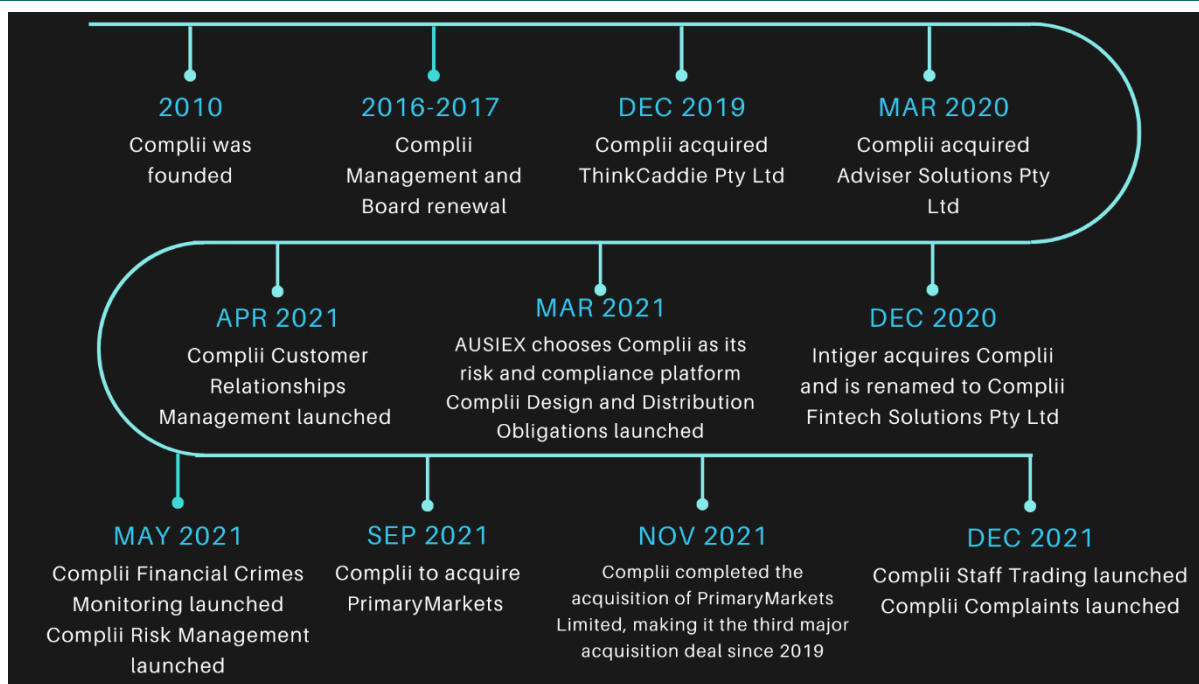 2010
Complii was
founded
2016-2017
Complii
Management and
Board renewal
DEC 2019
Complii acquired
ThinkCaddie Pty Ltd
MAR 2020
Complii acquired
Adviser Solutions Pty
Ltd
APR 2021
Complii Customer
Relationships
Management launched
MAR 2021
AUSIEX chooses Complii as its
risk and compliance platform
Complii Design and Distribution
Obligations launched
DEC 2020
Intiger acquires Complii
and is renamed to Complii
Fintech Solutions Pty Ltd
MAY 2021
Complii Financial Crimes
Monitoring launched
Complii Risk Management
launched
SEP 2021
Complii to acquire
PrimaryMarkets
NOV 2021
Complii completed the
acquisition of PrimaryMarkets
Limited, making it the third major
acquisition deal since 2019
DEC 2021
Complii Staff Trading launched
Complii Complaints launched